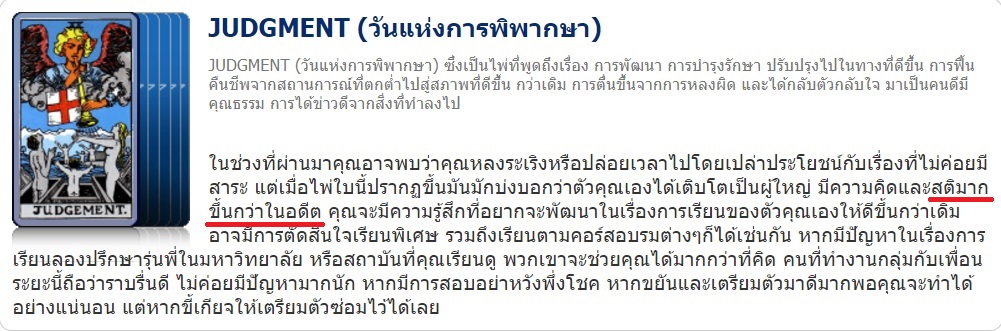 JUDGMENT (วันแห่งการพิพากษา)
JUDGMENT (วันแห่งการพิพากษา) ซึ่งเป็นไพ่ที่พูดถึงเรื่อง การพัฒนา การบำรุงรักษา ปรับปรุงไปในทางที่ดีขึ้น การฟื้น
คืนชีพจากสถานการณ์ที่ตกต่ำไปสู่สภาพที่ดีขึ้น กว่าเดิม การตื่นขึ้นจากการหลงผิด และได้กลับตัวกลับใจ มาเป็นคนดีมี
คุณธรรม การได้ข่าวดีจากสิ่งที่ทำลงไป
JUDGEMENT.
ในช่วงที่ผ่านมาคุณอาจพบว่าคุณหลงระเริงหรือปล่อยเวลาไปโดยเปล่าประโยชน์กับเรื่องที่ไม่ค่อยมี
สาระ แต่เมื่อไพ่ใบนี้ปรากฏขึ้นมันมักบ่งบอกว่าตัวคุณเองได้เติบโตเป็นผู้ใหญ่ มีความคิดและสติมาก
ขึ้นกว่าในอดีต คุณจะมีความรู้สึกที่อยากจะพัฒนาในเรื่องการเรียนของตัวคุณเองให้ดีขึ้นกว่าเดิม
อาจมีการตัดสินใจเรียนพิเศษ รวมถึงเรียนตามคอร์สอบรมต่างๆก็ได้เช่นกัน หากมีปัญหาในเรื่องการ
เรียนลองปรึกษารุ่นพี่ในมหาวิทยาลัย หรือสถาบันที่คุณเรียนดู พวกเขาจะช่วยคุณได้มากกว่าที่คิด คนที่ทำงานกลุ่มกับเพื่อน
ระยะนี้ถือว่าราบรื่นดี ไม่ค่อยมีปัญหามากนัก หากมีการสอบอย่าหวังพึ่งโชค หากขยันและเตรียมตัวมาดีมากพอคุณจะทำได้
อย่างแน่นอน แต่หากขี้เกียจให้เตรียมตัวซ่อมไว้ได้เลย